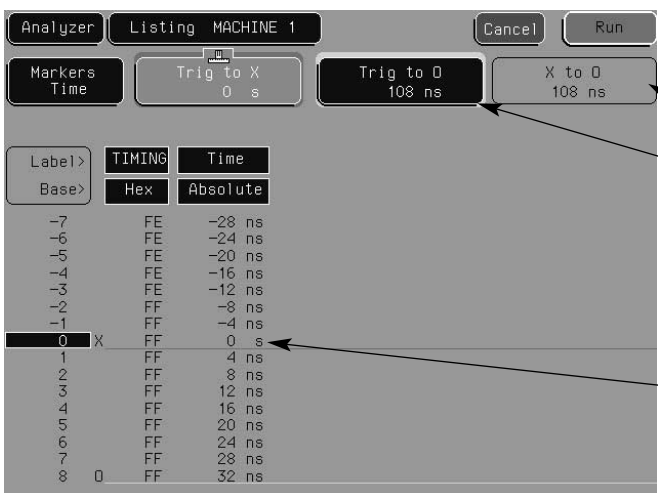 Analyzer Listing MACHINE 1 Cancel Run
Markers Time Trig to X 0 s Trig to O 108 ns X to O 108 ns
Label> TIMING Time
Base> Hex Absolute
-7 FE -28 ns
-6 FE -24 ns
-5 FE -20 ns
-4 FE -16 ns
-3 FE -12 ns
-2 FF -8 ns
-1 FF -4 ns
0 X FF 0 s
1 FF 4 ns
2 FF 8 ns
3 FF 12 ns
4 FF 16 ns
5 FF 20 ns
6 FF 24 ns
7 FF 28 ns
8 O FF 32 ns